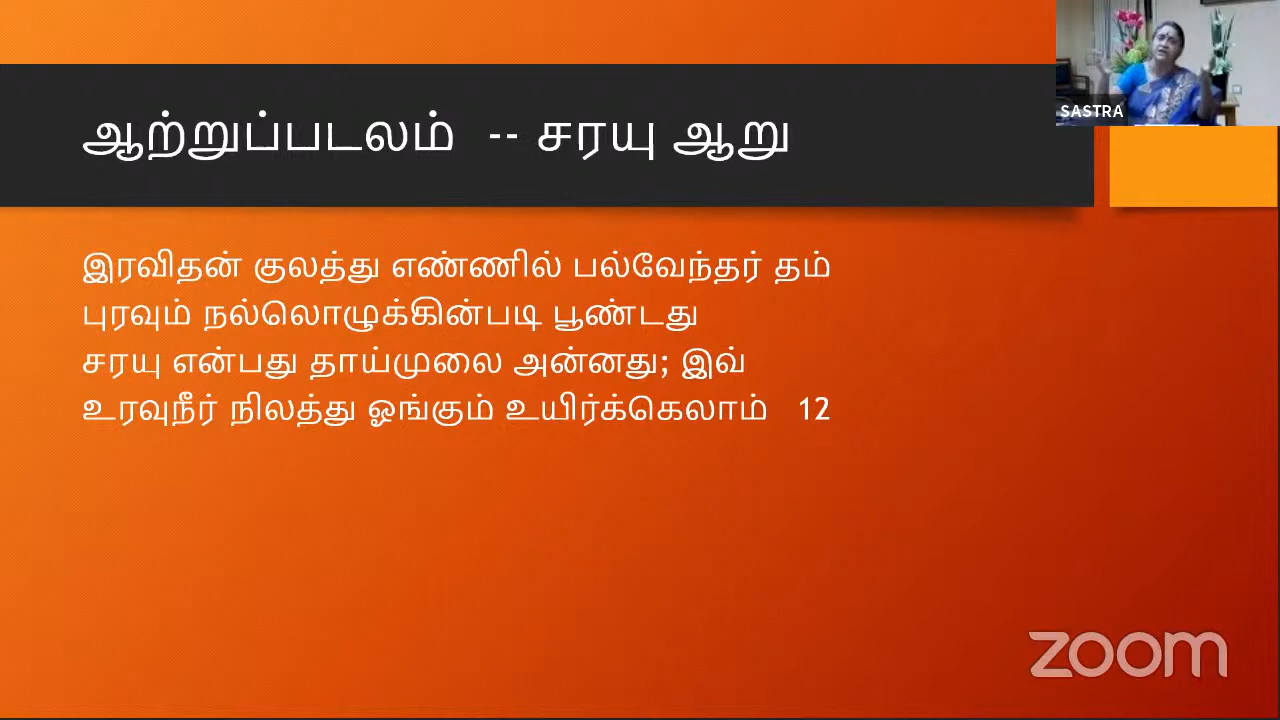 ஆற்றுப்படலம் -- சரயு ஆறு
SASTRA
இரவிதன் குலத்து எண்ணில் பல்வேந்தர் தம்
புரவும் நல்லொழுக்கின்படி பூண்டது
சரயு என்பது தாய்முலை அன்னது; இவ்
உரவுநீர் நிலத்து ஓங்கும் உயிர்க்கெலாம் 12
zoom